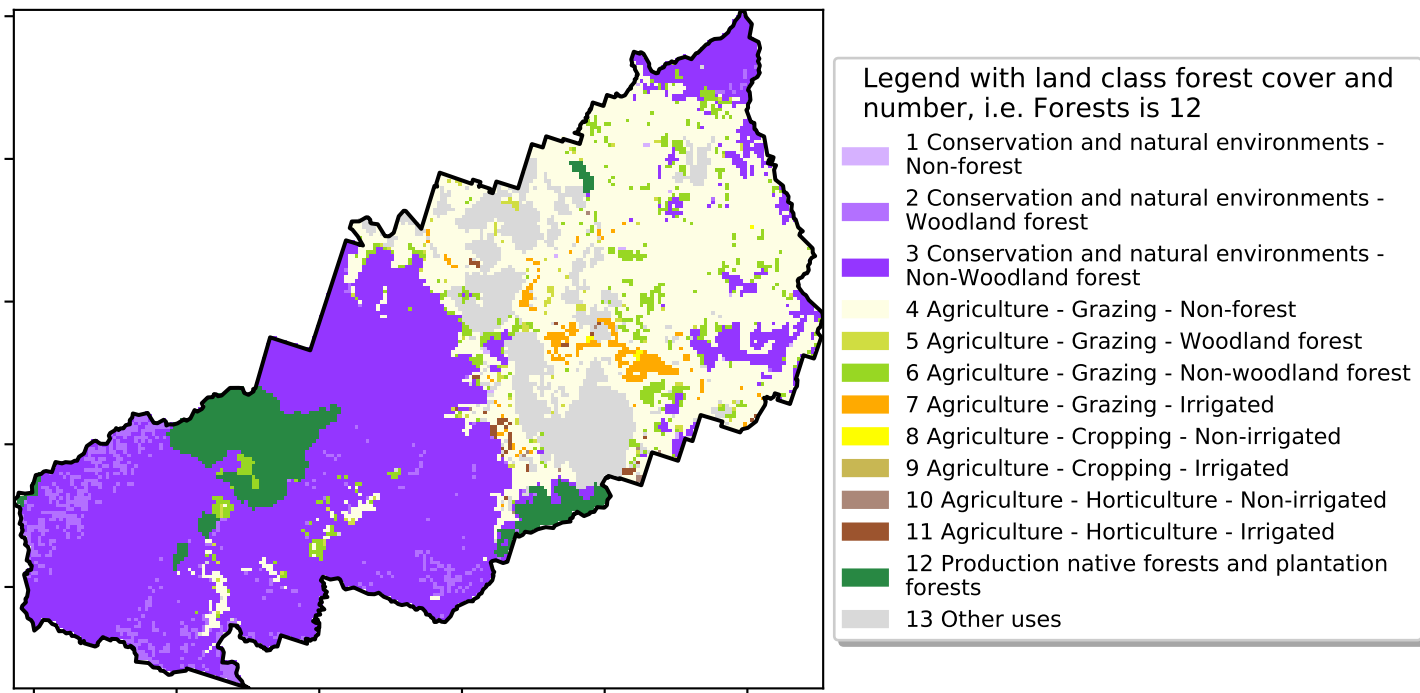 Legend with land class forest cover and
number, i.e. Forests is 12
1 Conservation and natural environments -
Non-forest
2 Conservation and natural environments -
Woodland forest
3 Conservation and natural environments -
Non-Woodland forest
4 Agriculture - Grazing - Non-forest
5 Agriculture - Grazing - Woodland forest
6 Agriculture - Grazing - Non-woodland forest
7 Agriculture - Grazing - Irrigated
8 Agriculture - Cropping - Non-irrigated
9 Agriculture - Cropping - Irrigated
10 Agriculture - Horticulture - Non-irrigated
11 Agriculture - Horticulture - Irrigated
12 Production native forests and plantation
forests
13 Other uses